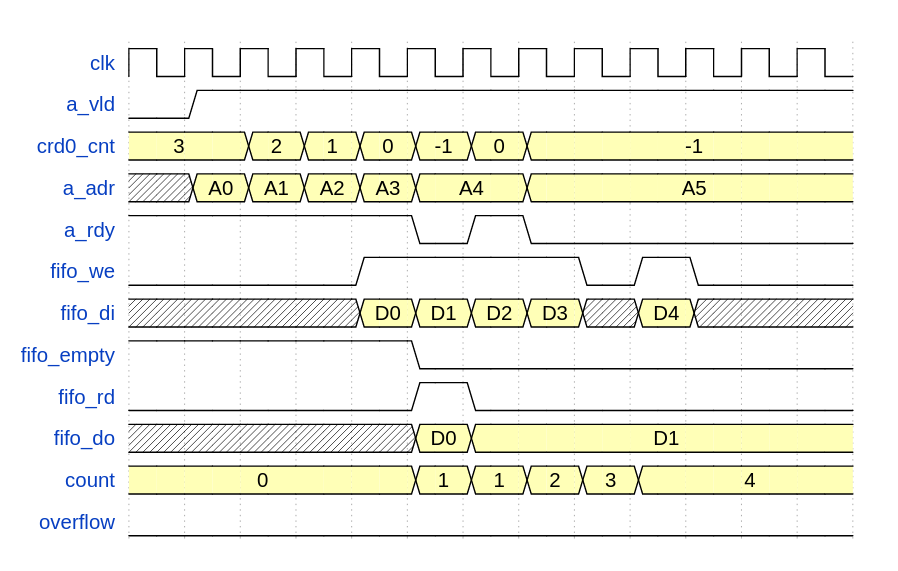 clk
a_vld
crd0_cnt 3 2 1 0 -1 0 -1
a_adr A0 A1 A2 A3 A4 A5
a_rdy
fifo_we
fifo_di D0 D1 D2 D3 D4
fifo_empty
fifo_rd
fifo_do D0 D1
count 0 1 1 2 3 4
overflow